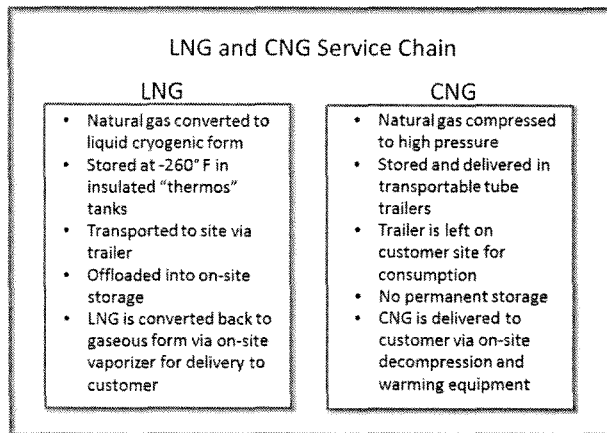 LNG and CNG Service Chain
LNG
• Natural gas converted to
liquid cryogenic form
• Stored at -260° F in
insulated “thermos”
tanks
• Transported to site via
trailer
• Offloaded into on-site
storage
• LNG is converted back to
gaseous form via on-site
vaporizer for delivery to
customer
CNG
• Natural gas compressed
to high pressure
• Stored and delivered in
transportable tube
trailers
• Trailer is left on
customer site for
consumption
• No permanent storage
• CNG is delivered to
customer via on-site
decompression and
warming equipment